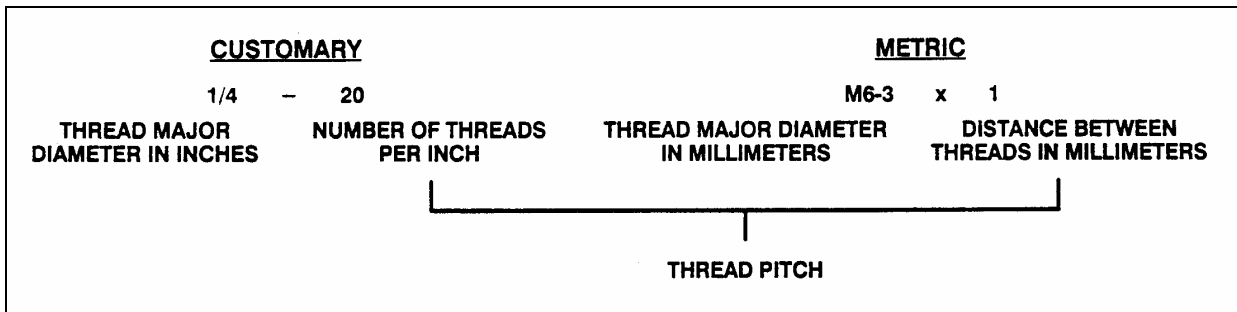 CUSTOMARY
1/4 – 20
THREAD MAJOR
DIAMETER IN INCHES
NUMBER OF THREADS
PER INCH
METRIC
M6-3 x 1
THREAD MAJOR DIAMETER
IN MILLIMETERS
DISTANCE BETWEEN
THREADS IN MILLIMETERS
THREAD PITCH